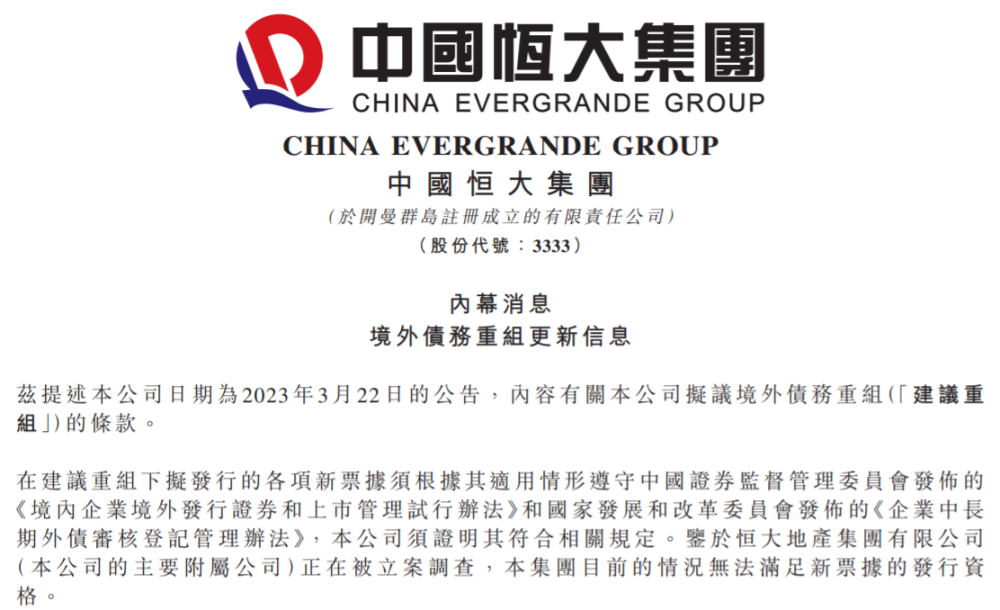 中國恆大集團
CHINA EVERGRANDE GROUP
CHINA EVERGRANDE GROUP
中國恒大集團
(於開曼群島註冊成立的有限責任公司)
(股份代號：3333)
內幕消息
境外債務重組更新信息
茲提述本公司日期為2023年3月22日的公告，內容有關本公司擬議境外債務重組(「建議重
組」)的條款。
在建議重組下擬發行的各項新票據須根據其適用情形遵守中國證券監督管理委員會發佈的
《境內企業境外發行證券和上市管理試行辦法》和國家發展和改革委員會發佈的《企業中長
期外債審核登記管理辦法》，本公司須證明其符合相關規定。鑒於恒大地產集團有限公司
(本公司的主要附屬公司)正在被立案調查，本集團目前的情況無法滿足新票據的發行資
格。